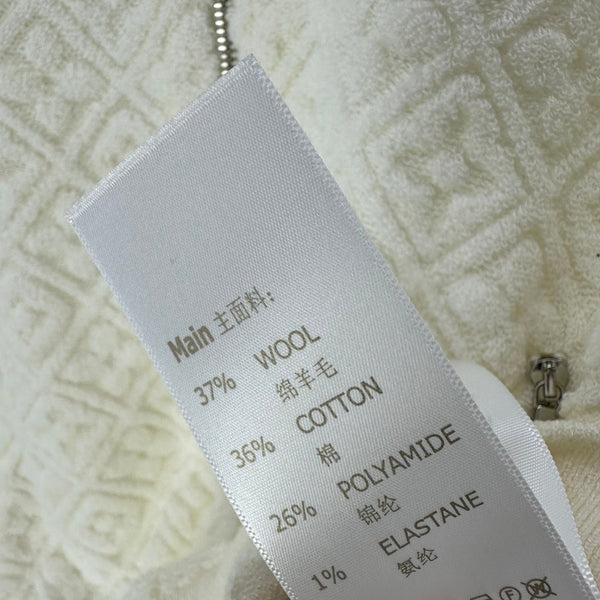 Main 主面料:
37% WOOL
绵羊毛
36% COTTON
棉
26% POLYAMIDE
锦纶
1% ELASTANE
氨纶